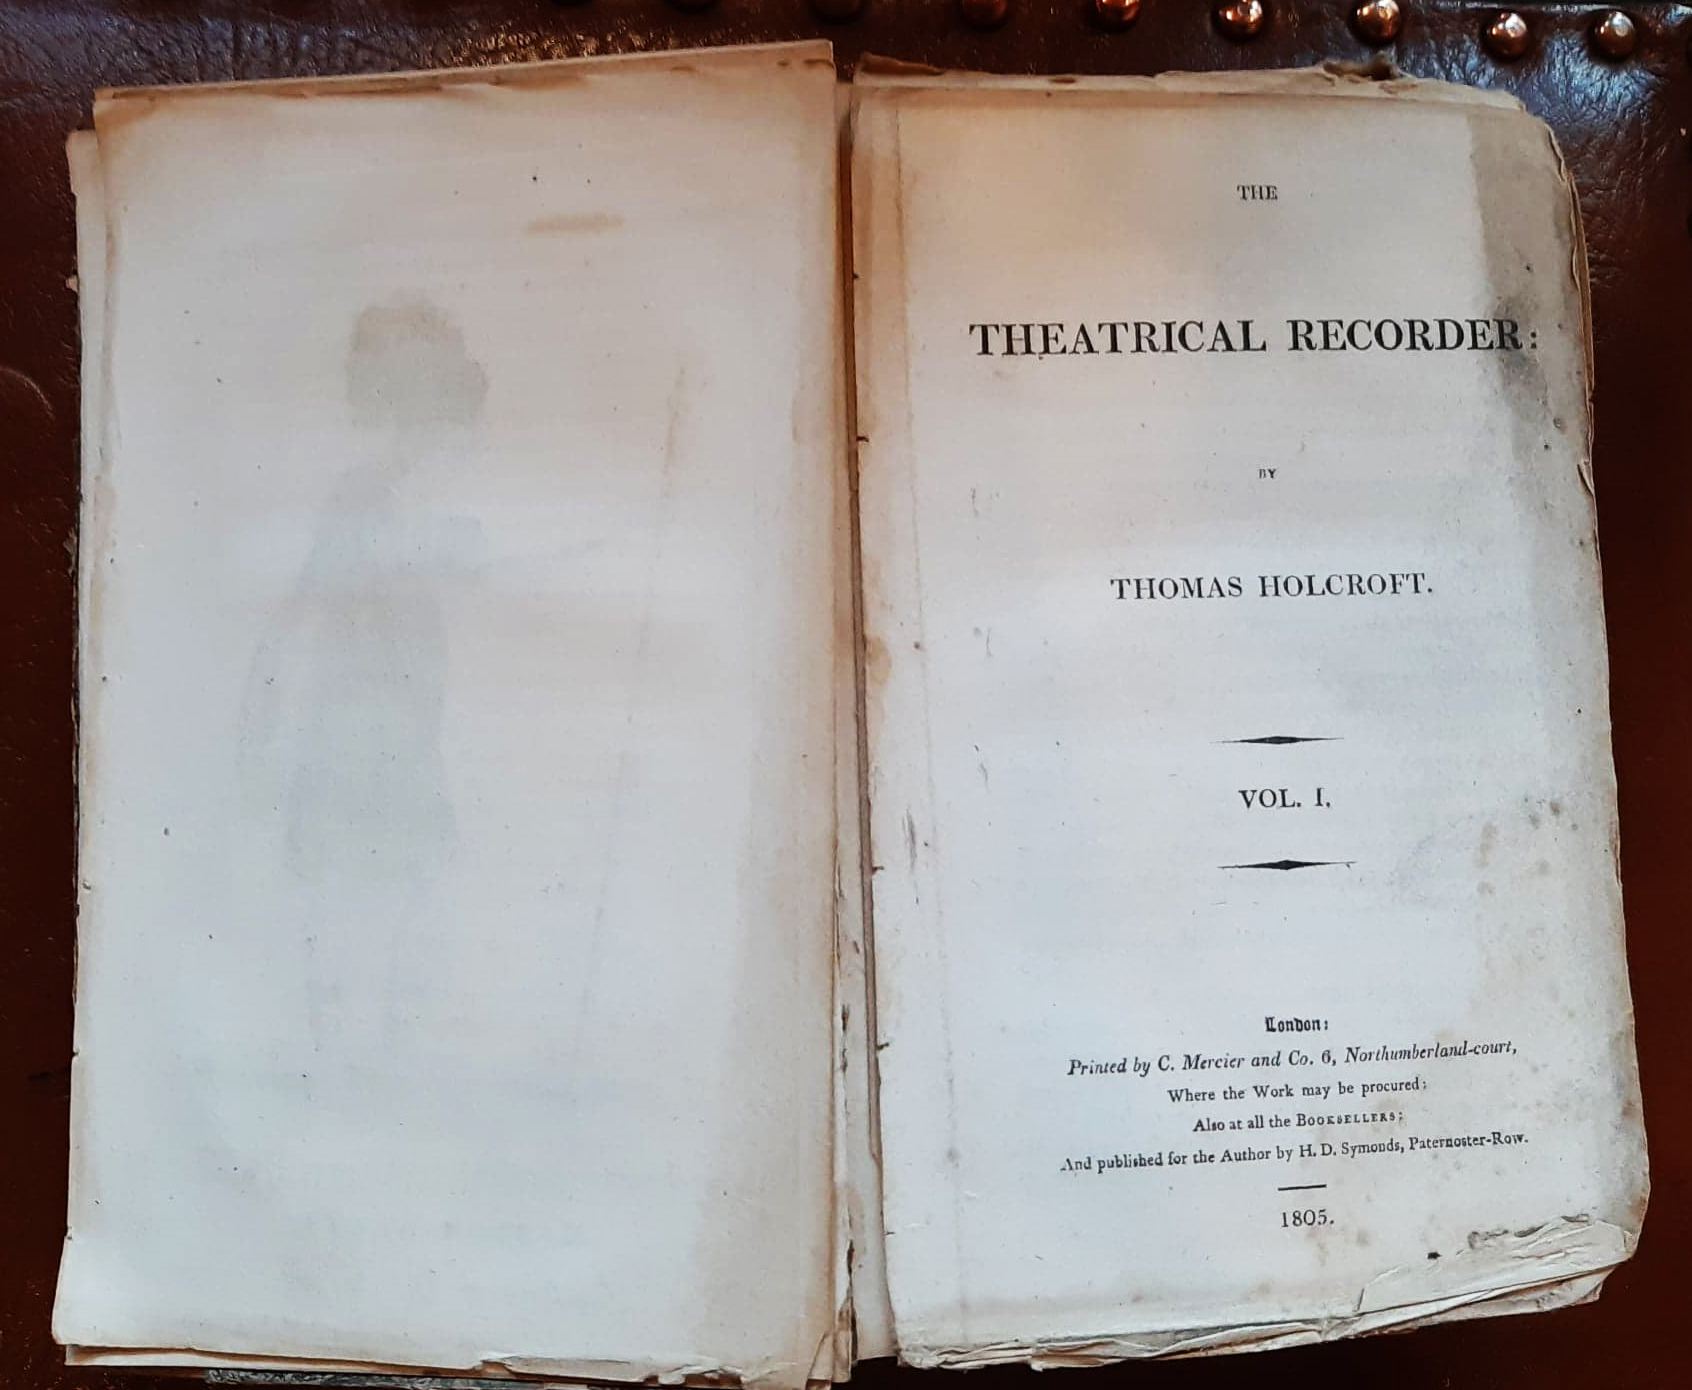 THE
THEATRICAL RECORDER:
BY
THOMAS HOLCROFT.
VOL. I.
London:
Printed by C. Mercier and Co. 6, Northumberland-court,
Where the Work may be procured;
Also at all the BOOKSELLERS;
And published for the Author by H. D. Symonds, Paternoster-Row.
1805.